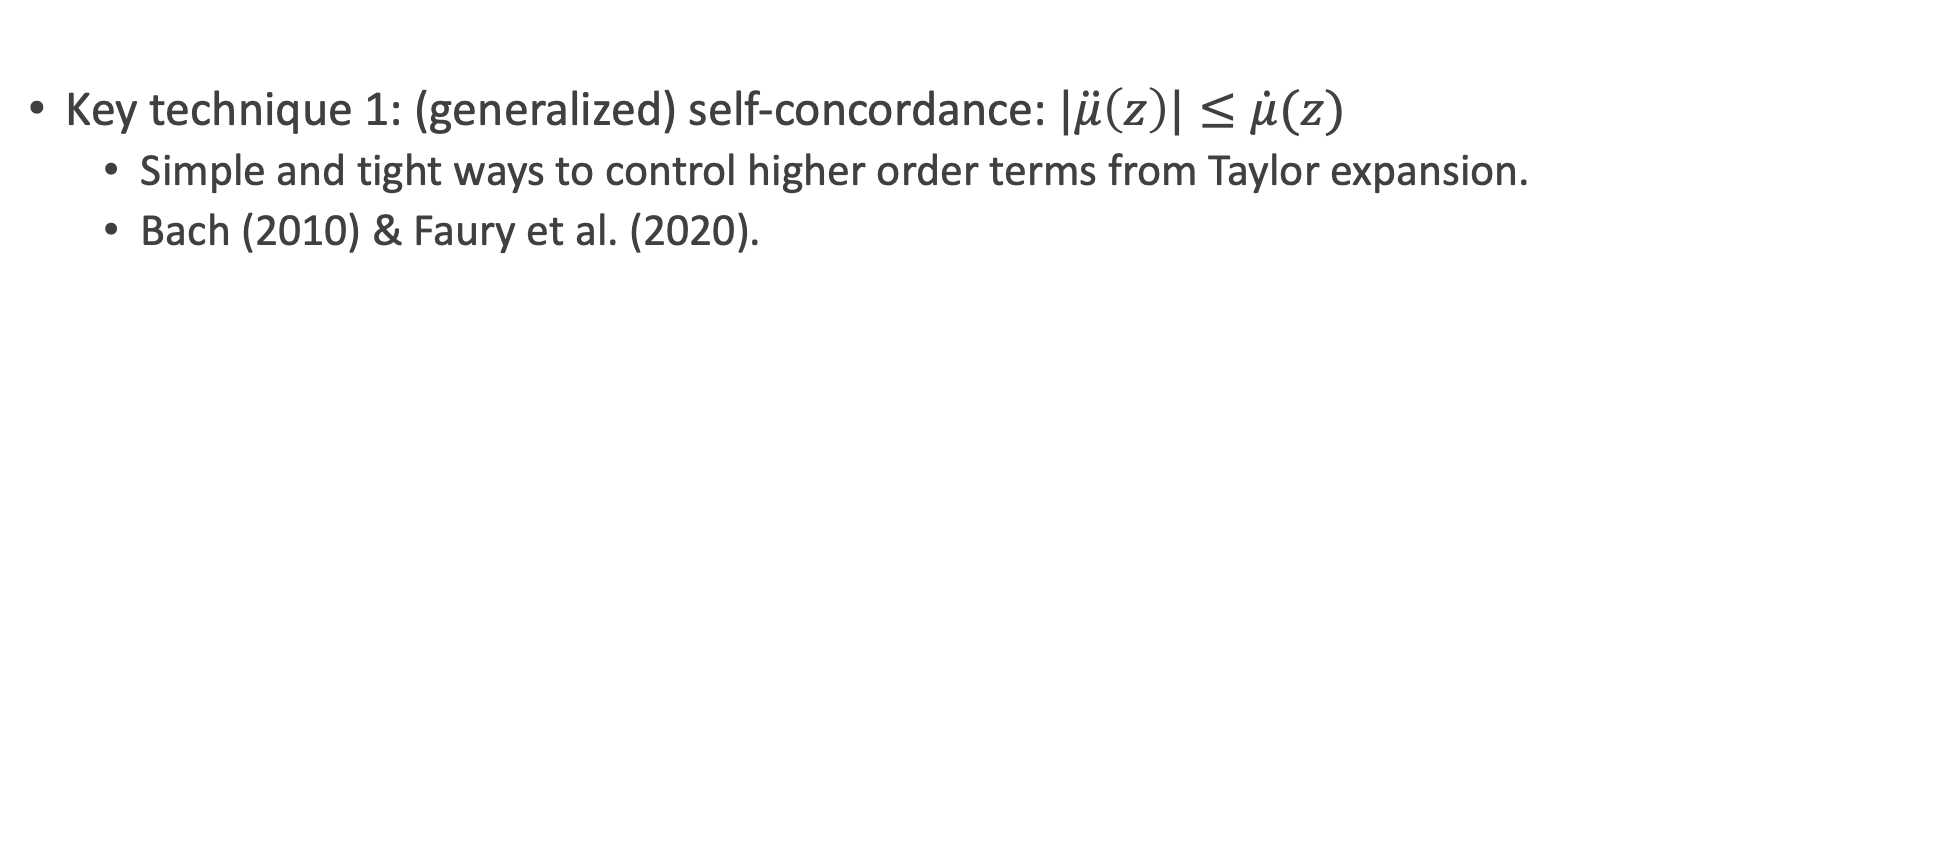 • Key technique 1: (generalized) self-concordance: |μ̈(z)| ≤ μ̇(z)
• Simple and tight ways to control higher order terms from Taylor expansion.
• Bach (2010) & Faury et al. (2020).